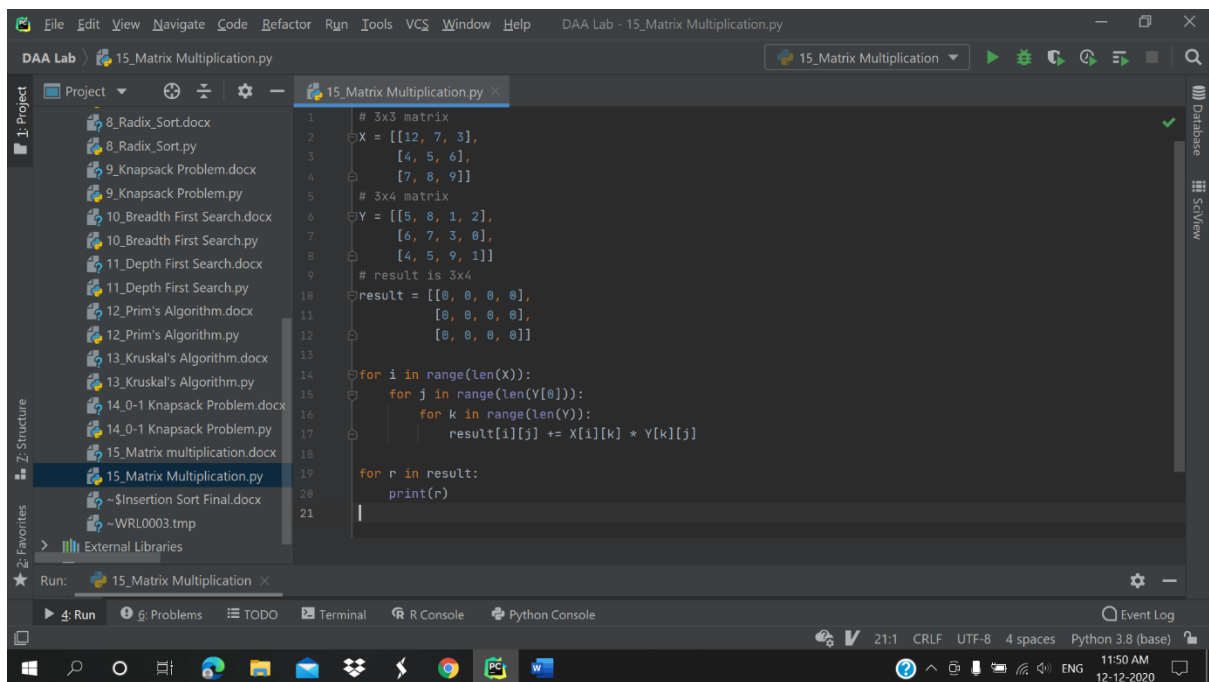 File Edit View Navigate Code Refactor Run Tools VCS Window Help DAA Lab - 15_Matrix Multiplication.py
DAA Lab 15_Matrix Multiplication.py 15_Matrix Multiplication
1: Project
Project
8_Radix_Sort.docx
8_Radix_Sort.py
9_Knapsack Problem.docx
9_Knapsack Problem.py
10_Breadth First Search.docx
10_Breadth First Search.py
11_Depth First Search.docx
11_Depth First Search.py
12_Prim's Algorithm.docx
12_Prim's Algorithm.py
13_Kruskal's Algorithm.docx
13_Kruskal's Algorithm.py
14_0-1 Knapsack Problem.docx
14_0-1 Knapsack Problem.py
15_Matrix multiplication.docx
15_Matrix Multiplication.py
~$Insertion Sort Final.docx
~WRL0003.tmp
External Libraries
Z: Structure
2: Favorites
15_Matrix Multiplication.py
1 # 3x3 matrix
2 X = [[12, 7, 3],
3 [4, 5, 6],
4 [7, 8, 9]]
5 # 3x4 matrix
6 Y = [[5, 8, 1, 2],
7 [6, 7, 3, 0],
8 [4, 5, 9, 1]]
9 # result is 3x4
10 result = [[0, 0, 0, 0],
11 [0, 0, 0, 0],
12 [0, 0, 0, 0]]
13
14 for i in range(len(X)):
15 for j in range(len(Y[0])):
16 for k in range(len(Y)):
17 result[i][j] += X[i][k] * Y[k][j]
18
19 for r in result:
20 print(r)
21
Database
SciView
Run: 15_Matrix Multiplication
4: Run 6: Problems TODO Terminal R Console Python Console Event Log
21:1 CRLF UTF-8 4 spaces Python 3.8 (base)
ENG 11:50 AM
12-12-2020